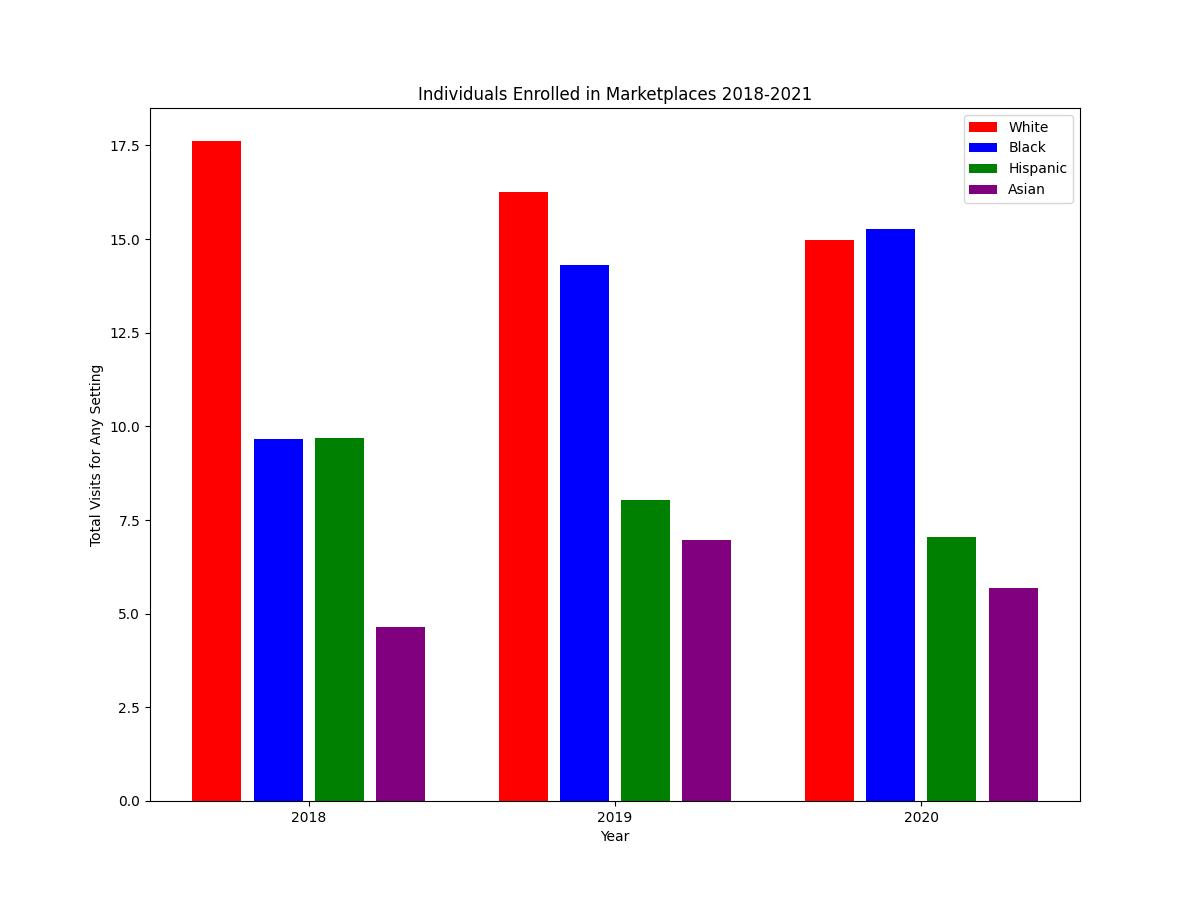 Individuals Enrolled in Marketplaces 2018-2021
White
Black
Hispanic
Asian
17.5
15.0
12.5
10.0
7.5
5.0
2.5
0.0
Total Visits for Any Setting
2018
2019
2020
Year